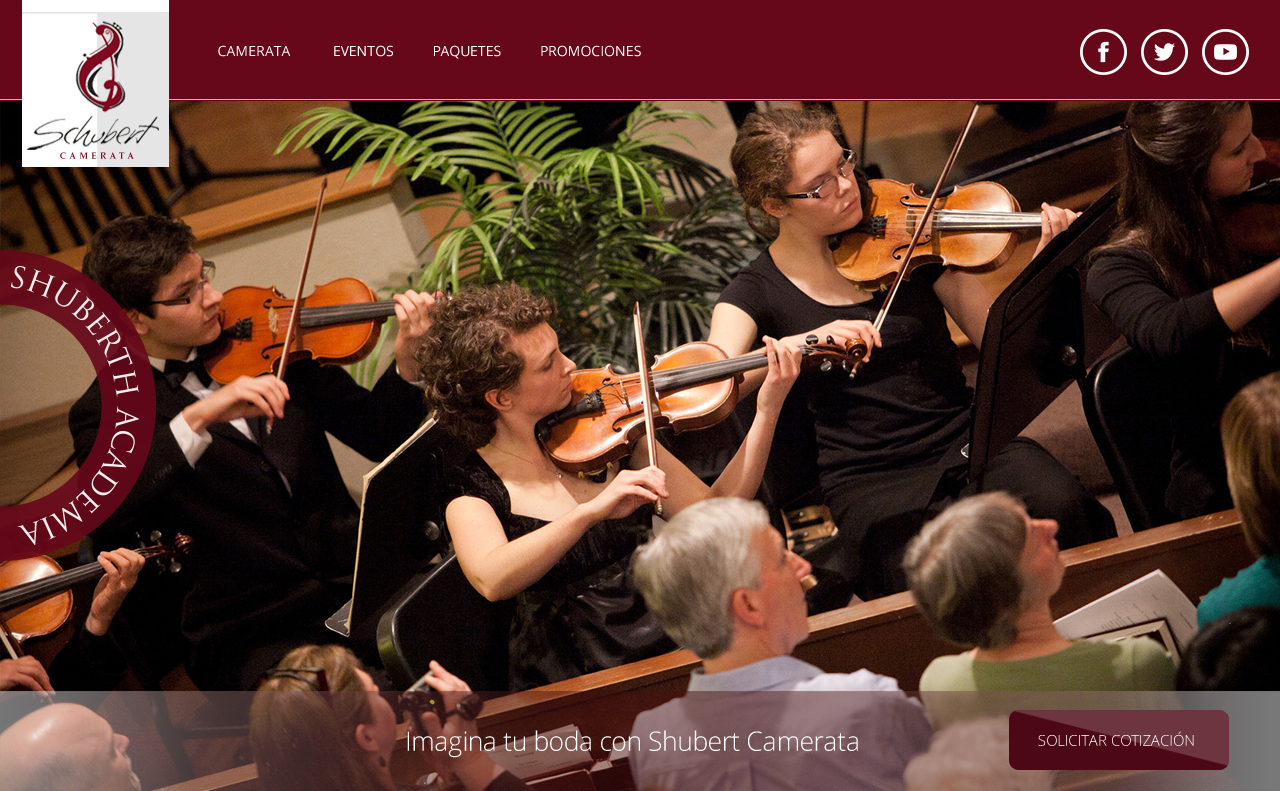 Schubert
CAMERATA
CAMERATA
EVENTOS
PAQUETES
PROMOCIONES
SHUBERTH ACADEMIA
Imagina tu boda con Shubert Camerata
SOLICITAR COTIZACIÓN